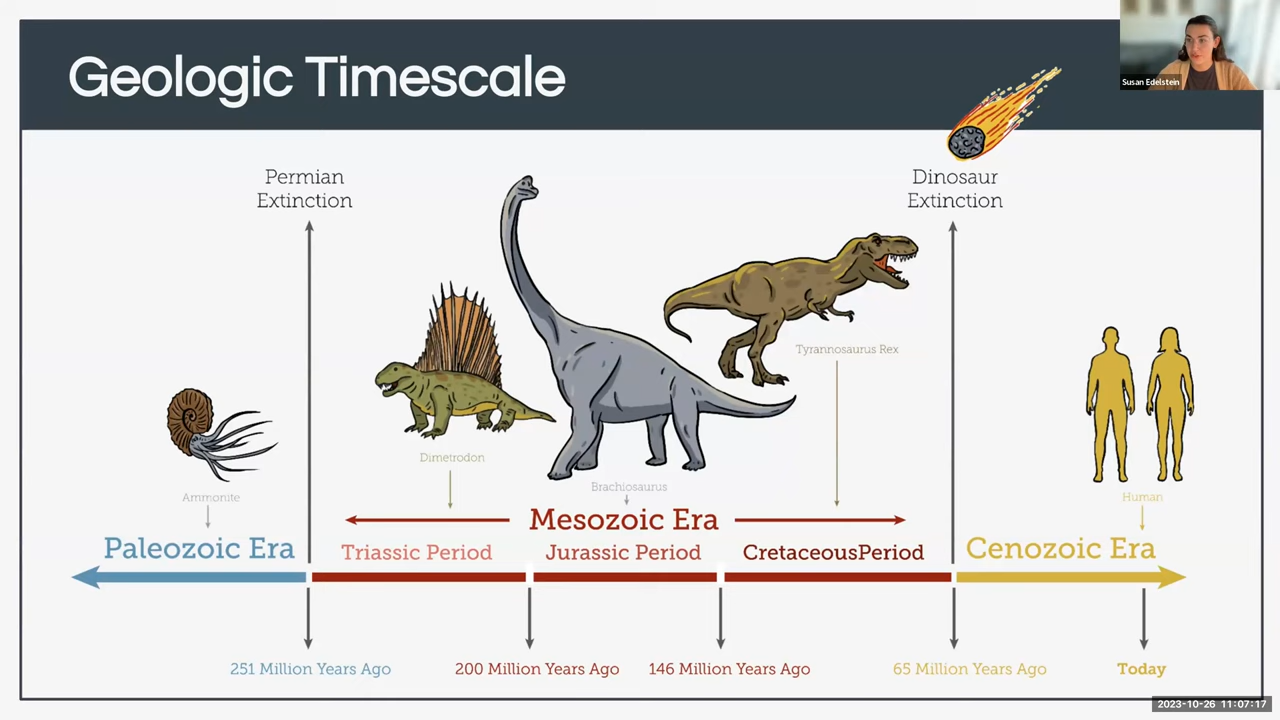 Geologic Timescale
Susan Edelstein
Permian
Extinction
Dinosaur
Extinction
Tyrannosaurus Rex
Dimetrodon
Brachiosaurus
Ammonite
Human
Mesozoic Era
Paleozoic Era
Triassic Period
Jurassic Period
CretaceousPeriod
Cenozoic Era
251 Million Years Ago
200 Million Years Ago
146 Million Years Ago
65 Million Years Ago
Today
2023-10-26 11:07:17